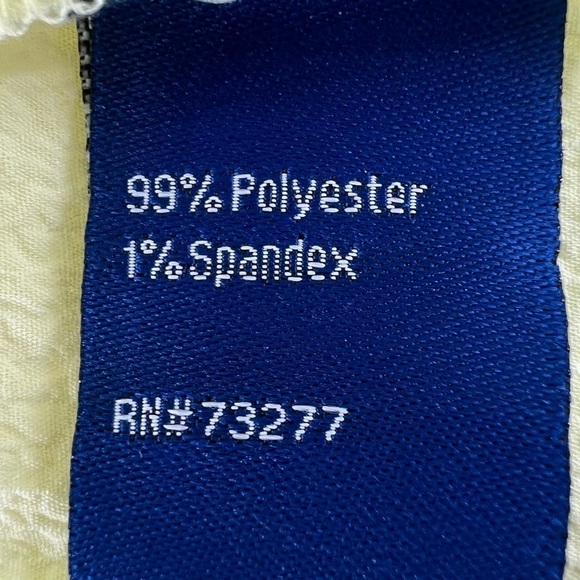 99% Polyester
1% Spandex
RN# 73277